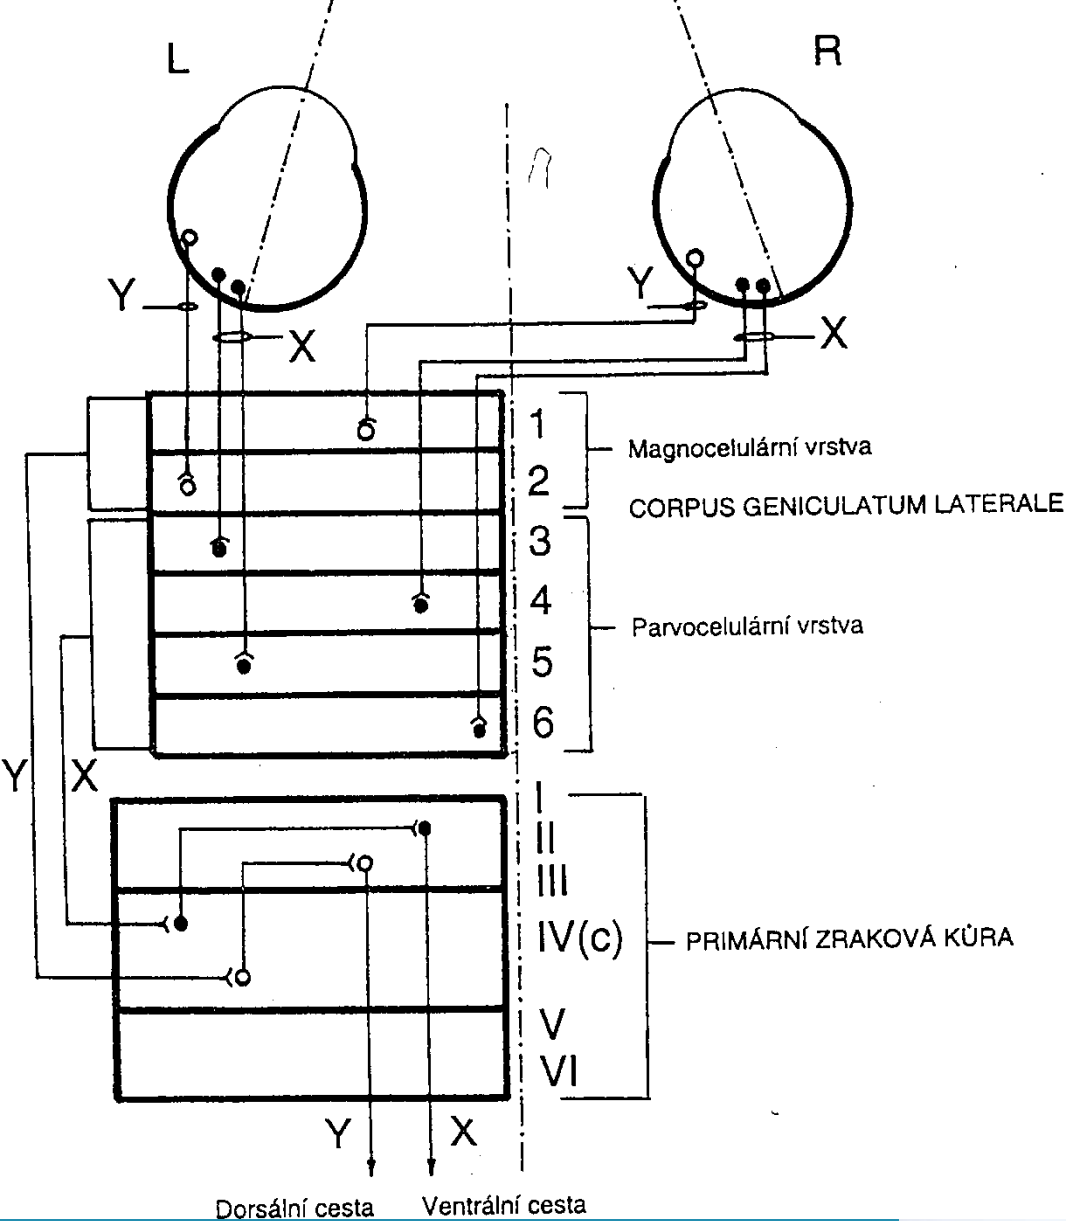 L
R
Y
X
Y
X
1
2
3
4
5
6
Magnocelulární vrstva
CORPUS GENICULATUM LATERALE
Parvocelulární vrstva
Y
X
I
II
III
IV(c)
V
VI
PRIMÁRNÍ ZRAKOVÁ KŮRA
Y
X
Dorsální cesta
Ventrální cesta